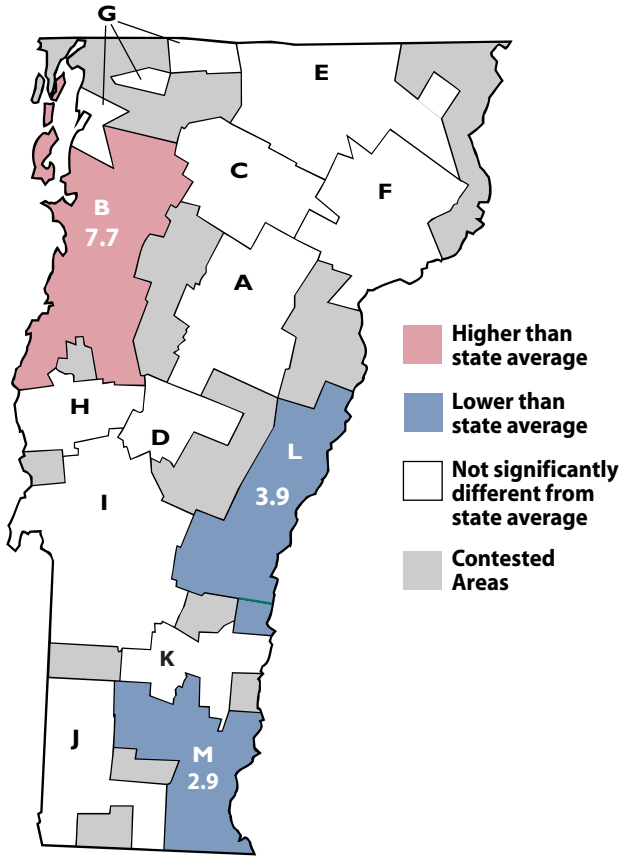 G
E
C
F
B
7.7
A
Higher than
state average
Lower than
state average
H
D
L
3.9
Not significantly
different from
state average
I
Contested
Areas
K
J
M
2.9